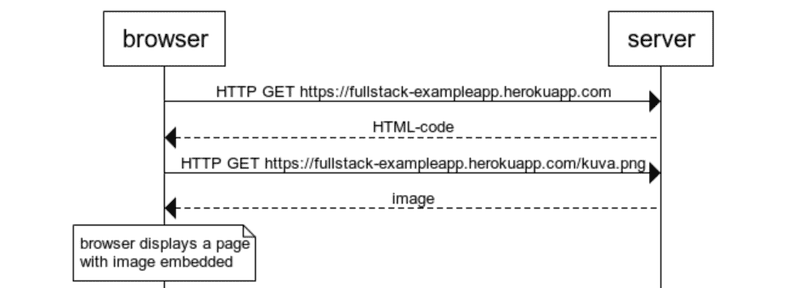 browser
server
HTTP GET https://fullstack-exampleapp.herokuapp.com
HTML-code
HTTP GET https://fullstack-exampleapp.herokuapp.com/kuva.png
image
browser displays a page
with image embedded